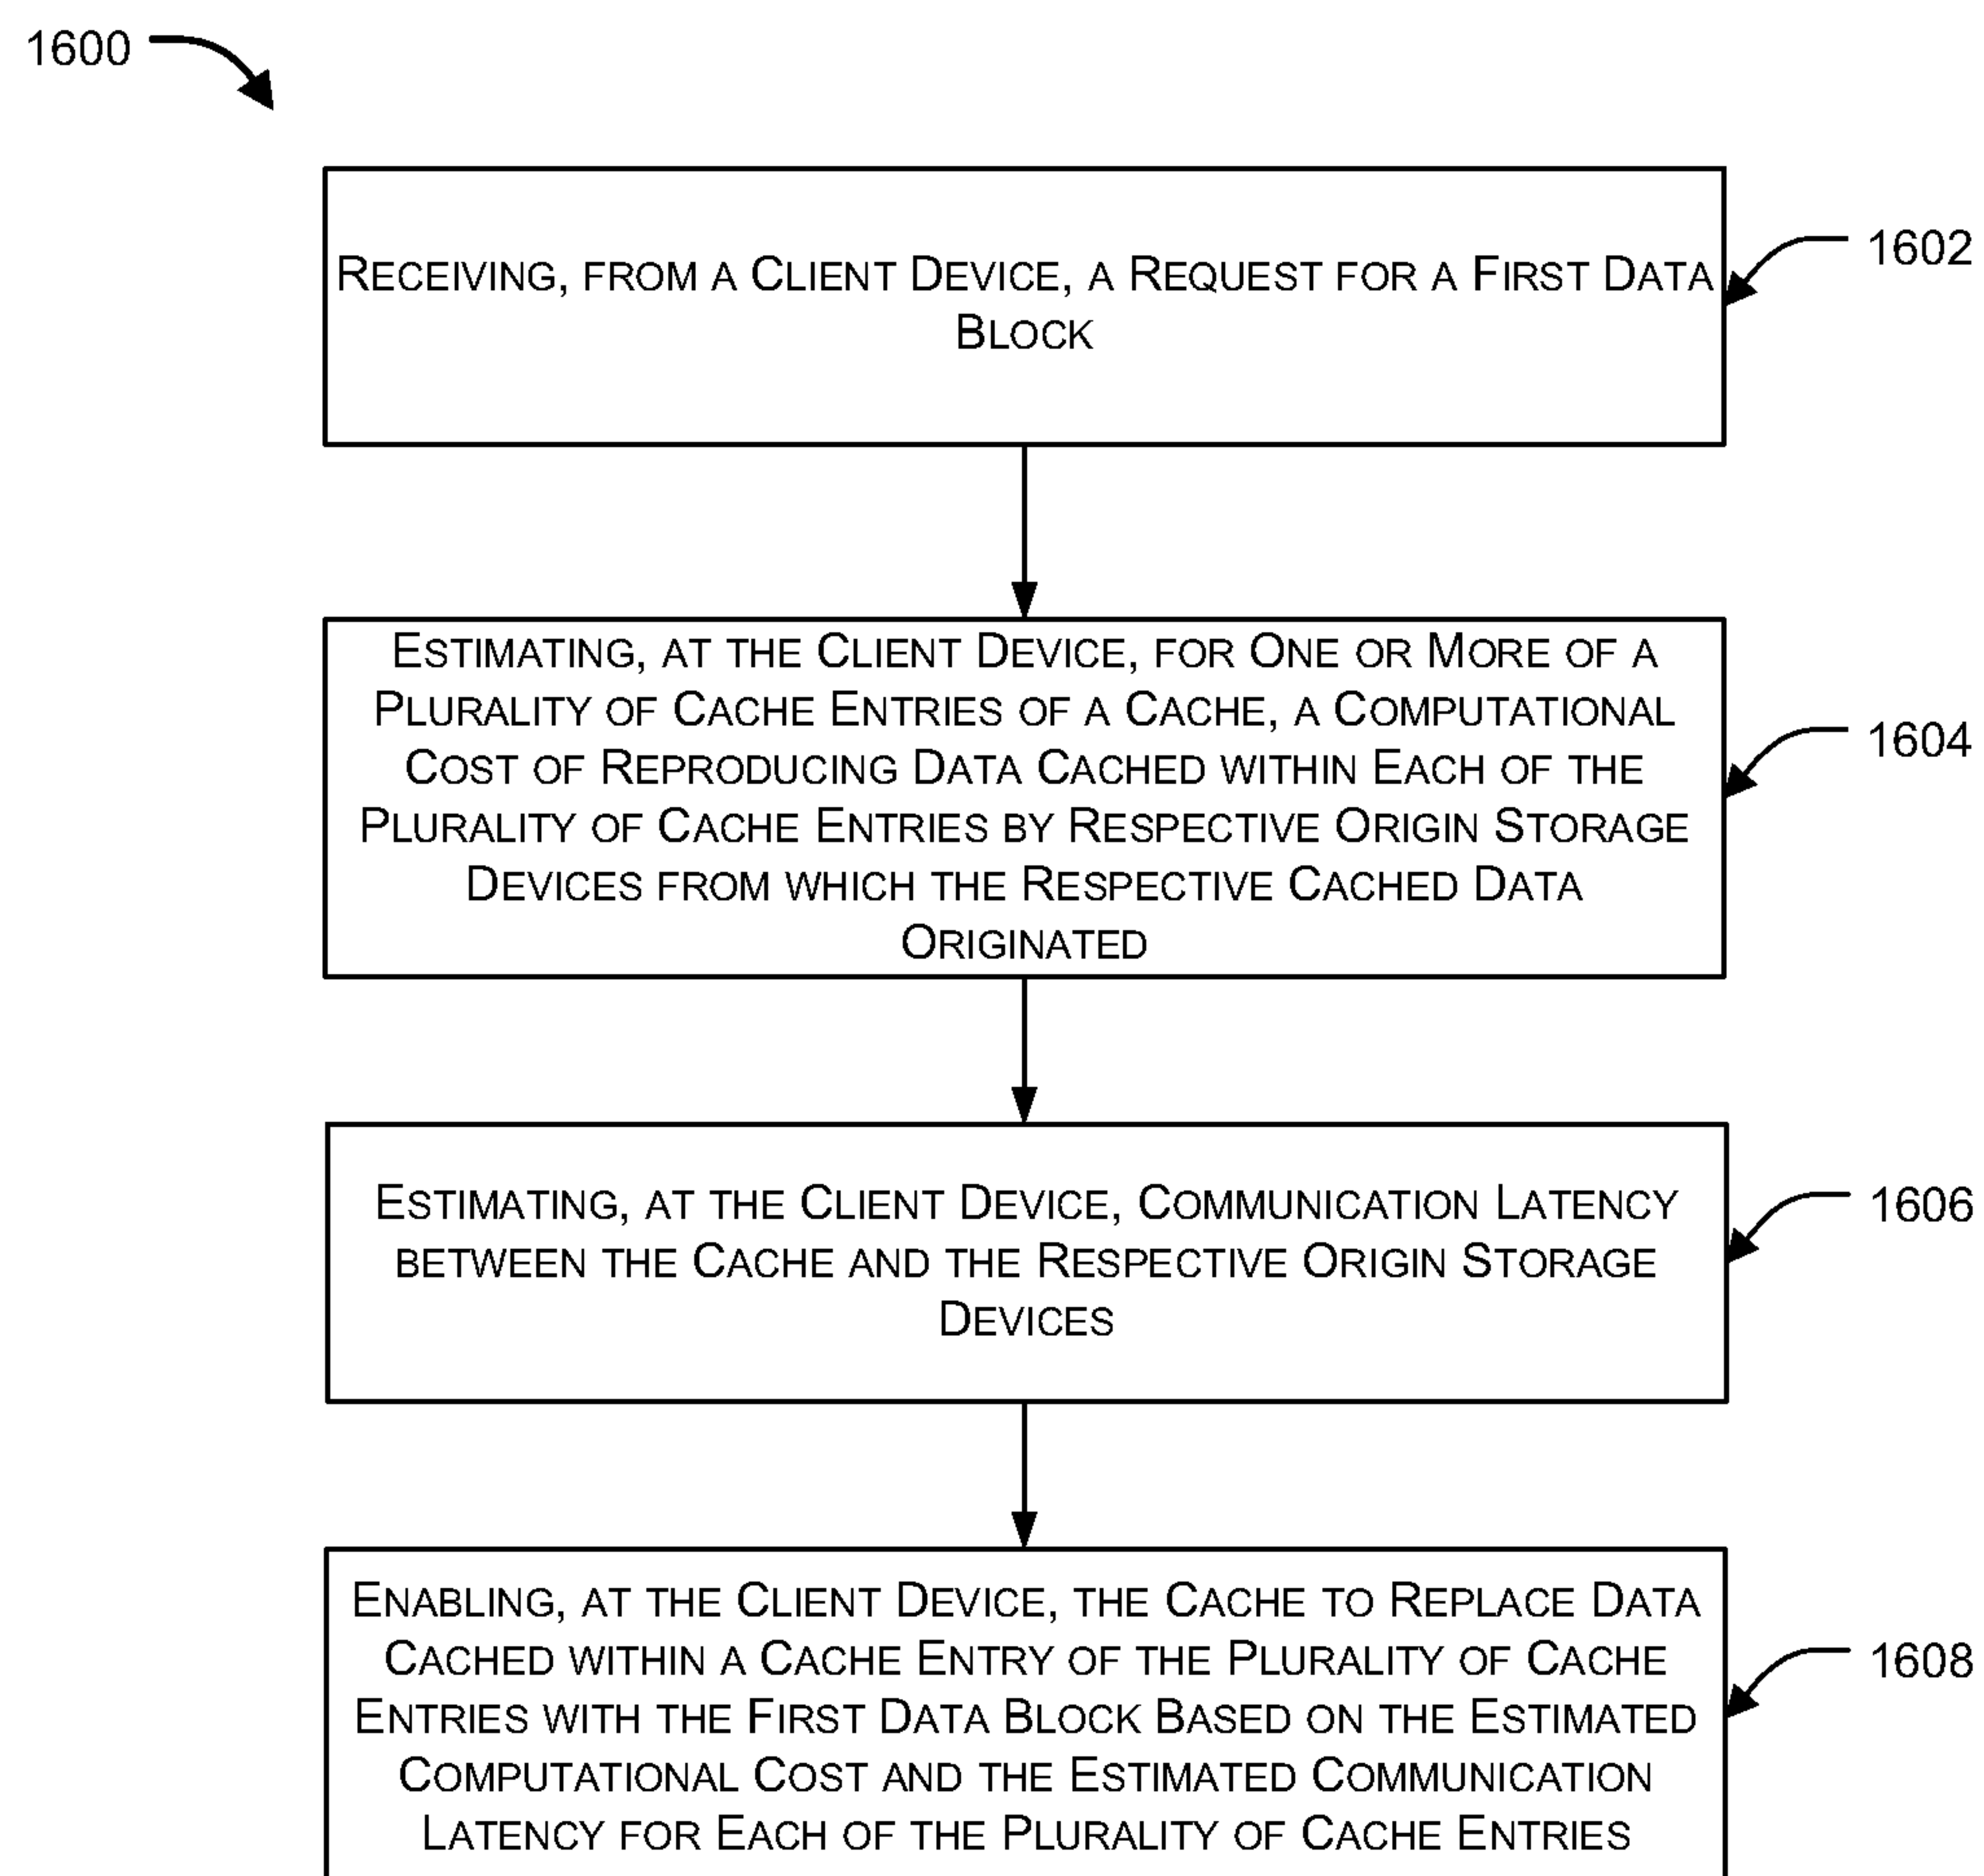 1600
RECEIVING, FROM A CLIENT DEVICE, A REQUEST FOR A FIRST DATA
BLOCK
1602
ESTIMATING, AT THE CLIENT DEVICE, FOR ONE OR MORE OF A
PLURALITY OF CACHE ENTRIES OF A CACHE, A COMPUTATIONAL
COST OF REPRODUCING DATA CACHED WITHIN EACH OF THE
PLURALITY OF CACHE ENTRIES BY RESPECTIVE ORIGIN STORAGE
DEVICES FROM WHICH THE RESPECTIVE CACHED DATA
ORIGINATED
1604
ESTIMATING, AT THE CLIENT DEVICE, COMMUNICATION LATENCY
BETWEEN THE CACHE AND THE RESPECTIVE ORIGIN STORAGE
DEVICES
1606
ENABLING, AT THE CLIENT DEVICE, THE CACHE TO REPLACE DATA
CACHED WITHIN A CACHE ENTRY OF THE PLURALITY OF CACHE
ENTRIES WITH THE FIRST DATA BLOCK BASED ON THE ESTIMATED
COMPUTATIONAL COST AND THE ESTIMATED COMMUNICATION
LATENCY FOR EACH OF THE PLURALITY OF CACHE ENTRIES
1608